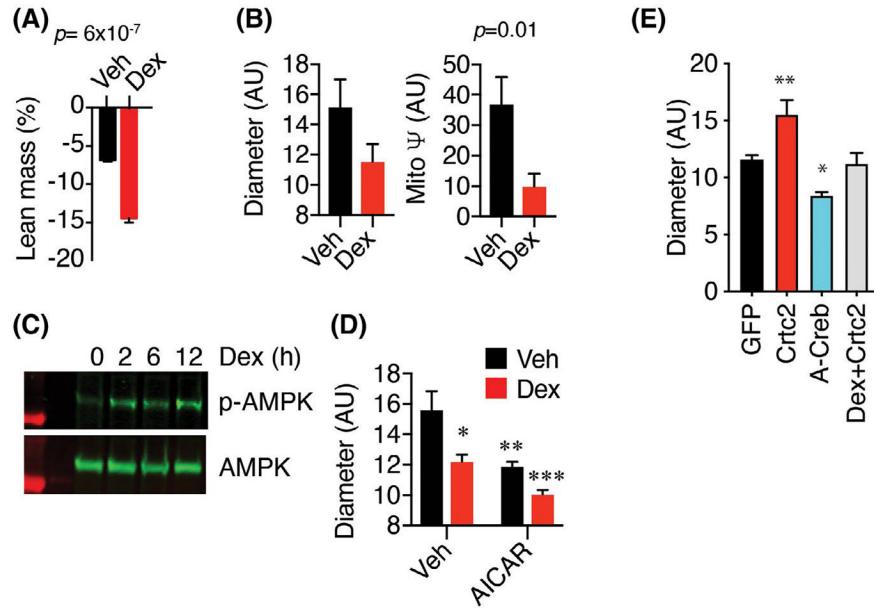 (A)
p= 6x10-7
Veh
Dex
0
-5
-10
-15
-20
Lean mass (%)
(B)
18
16
14
12
10
8
Diameter (AU)
Veh
Dex
p=0.01
50
40
30
20
10
0
Mito Ψ (AU)
Veh
Dex
(C)
0 2 6 12 Dex (h)
p-AMPK
AMPK
(D)
Veh
Dex
18
16
14
12
10
8
Diameter (AU)
*
**
***
Veh
AICAR
(E)
20
15
10
5
0
Diameter (AU)
**
*
GFP
Crtc2
A-Creb
Dex+Crtc2